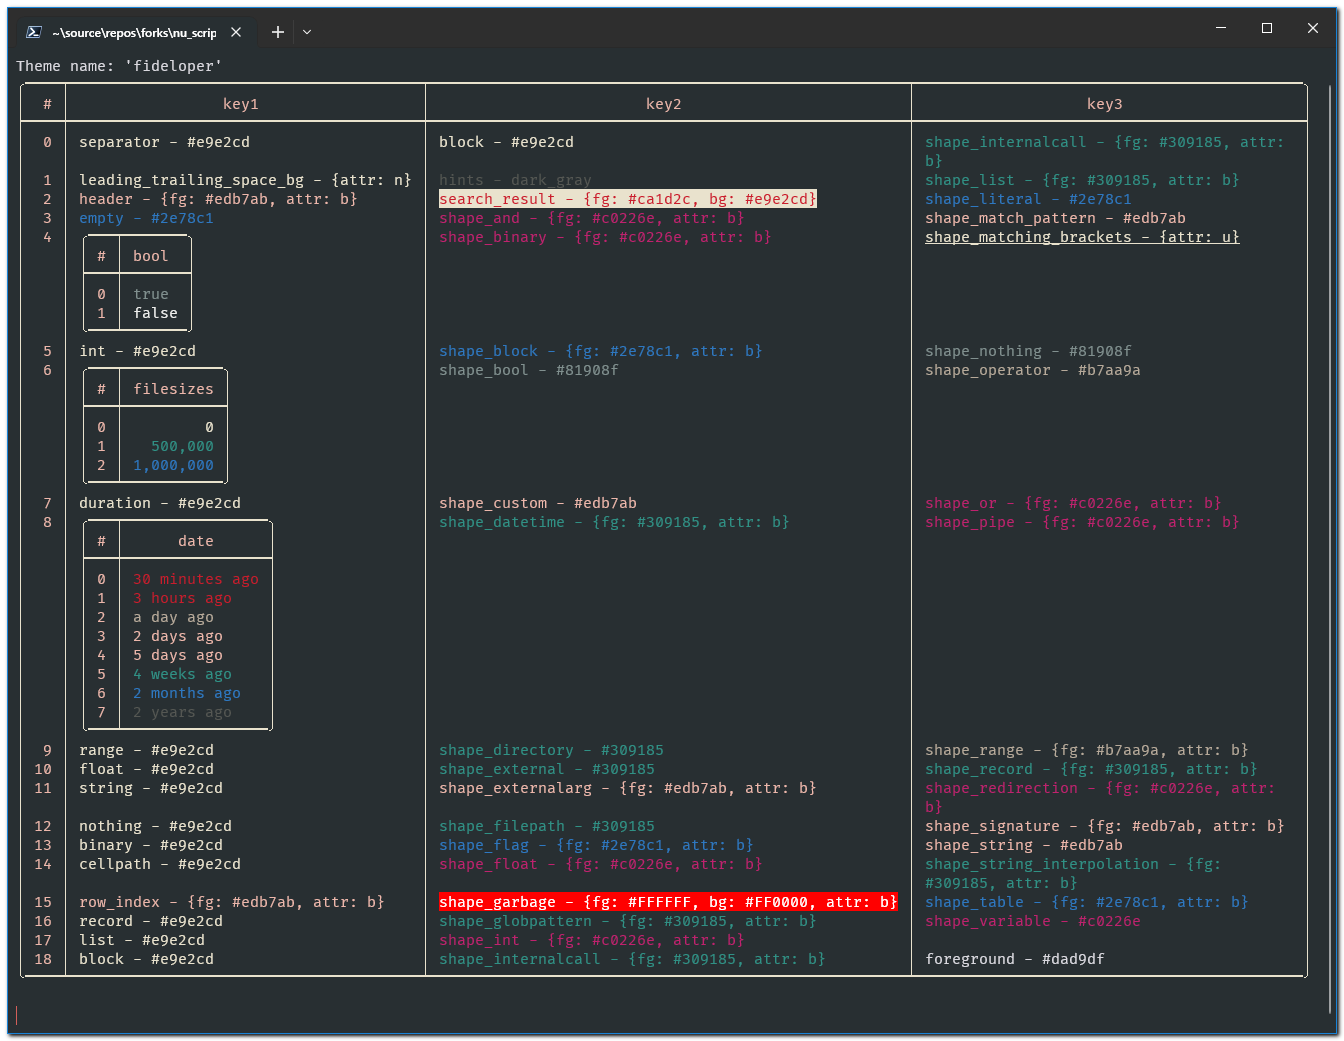 ~\source\repos\forks\nu_scrip
Theme name: 'fideloper'
# key1 key2 key3
0 separator - #e9e2cd block - #e9e2cd shape_internalcall - {fg: #309185, attr:
b}
1 leading_trailing_space_bg - {attr: n} hints - dark_gray shape_list - {fg: #309185, attr: b}
2 header - {fg: #edb7ab, attr: b} search_result - {fg: #ca1d2c, bg: #e9e2cd} shape_literal - #2e78c1
3 empty - #2e78c1 shape_and - {fg: #c0226e, attr: b} shape_match_pattern - #edb7ab
4 shape_binary - {fg: #c0226e, attr: b} shape_matching_brackets - {attr: u}
# bool
0 true
1 false
5 int - #e9e2cd shape_block - {fg: #2e78c1, attr: b} shape_nothing - #81908f
6 shape_bool - #81908f shape_operator - #b7aa9a
# filesizes
0 0
1 500,000
2 1,000,000
7 duration - #e9e2cd shape_custom - #edb7ab shape_or - {fg: #c0226e, attr: b}
8 shape_datetime - {fg: #309185, attr: b} shape_pipe - {fg: #c0226e, attr: b}
# date
0 30 minutes ago
1 3 hours ago
2 a day ago
3 2 days ago
4 5 days ago
5 4 weeks ago
6 2 months ago
7 2 years ago
9 range - #e9e2cd shape_directory - #309185 shape_range - {fg: #b7aa9a, attr: b}
10 float - #e9e2cd shape_external - #309185 shape_record - {fg: #309185, attr: b}
11 string - #e9e2cd shape_externalarg - {fg: #edb7ab, attr: b} shape_redirection - {fg: #c0226e, attr:
b}
12 nothing - #e9e2cd shape_filepath - #309185 shape_signature - {fg: #edb7ab, attr: b}
13 binary - #e9e2cd shape_flag - {fg: #2e78c1, attr: b} shape_string - #edb7ab
14 cellpath - #e9e2cd shape_float - {fg: #c0226e, attr: b} shape_string_interpolation - {fg:
#309185, attr: b}
15 row_index - {fg: #edb7ab, attr: b} shape_garbage - {fg: #FFFFFF, bg: #FF0000, attr: b} shape_table - {fg: #2e78c1, attr: b}
16 record - #e9e2cd shape_globpattern - {fg: #309185, attr: b} shape_variable - #c0226e
17 list - #e9e2cd shape_int - {fg: #c0226e, attr: b}
18 block - #e9e2cd shape_internalcall - {fg: #309185, attr: b} foreground - #dad9df